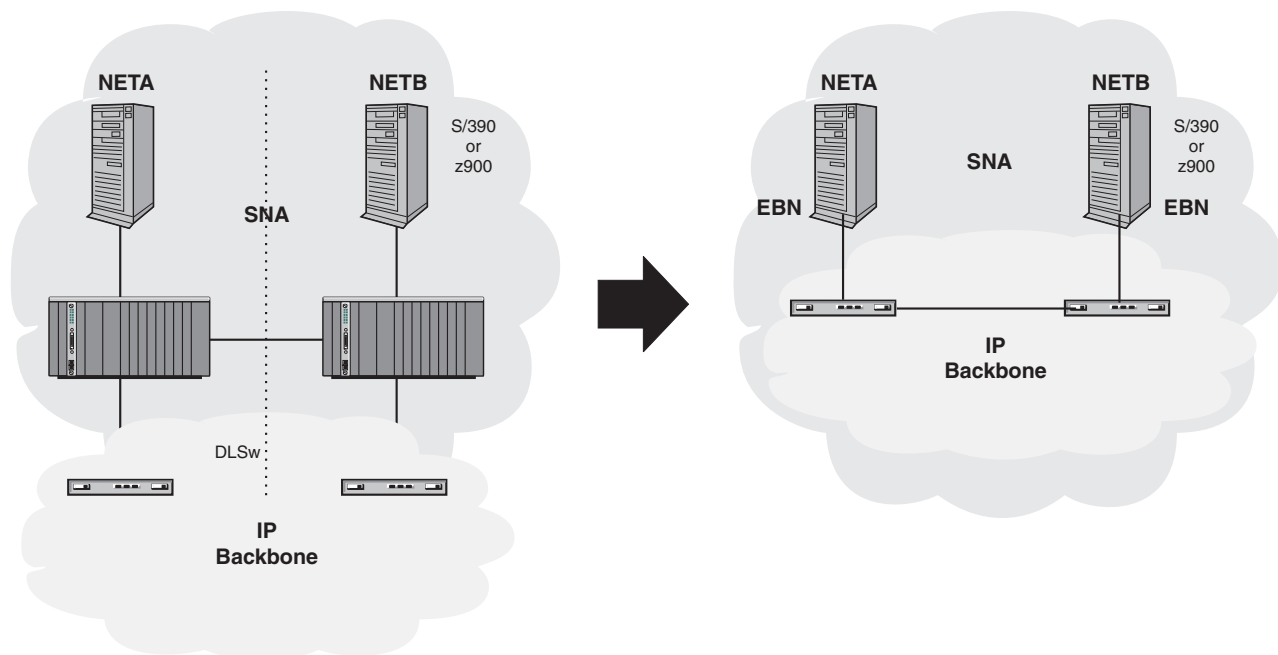 NETA
NETB
S/390
or
z900
SNA
DLSw
IP
Backbone
NETA
NETB
S/390
or
z900
SNA
EBN
EBN
IP
Backbone